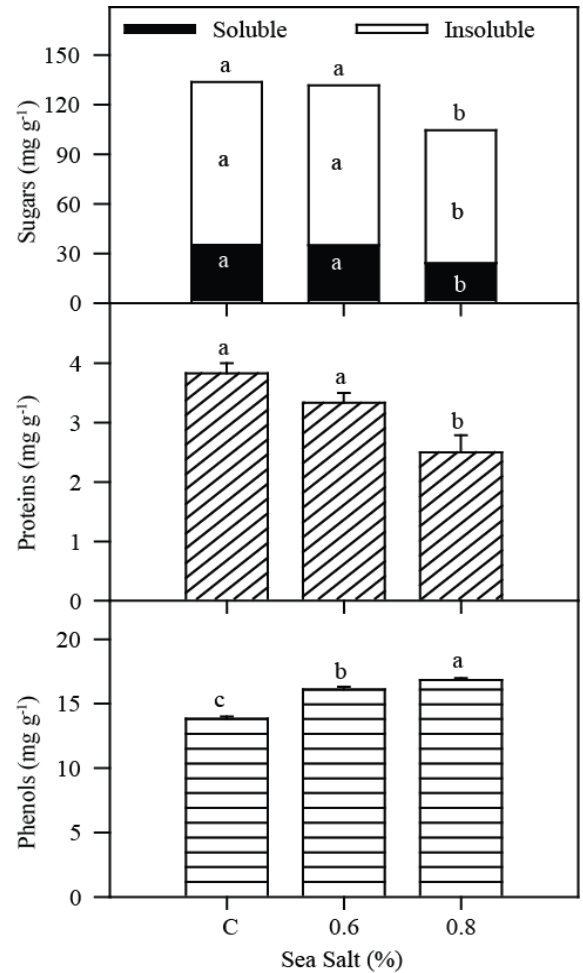 Soluble Insoluble
150
120
90
60
30
0
Sugars (mg g⁻¹)
a a b
a a b
a a b
4
3
2
1
0
Proteins (mg g⁻¹)
a a b
20
15
10
5
0
Phenols (mg g⁻¹)
c b a
C 0.6 0.8
Sea Salt (%)